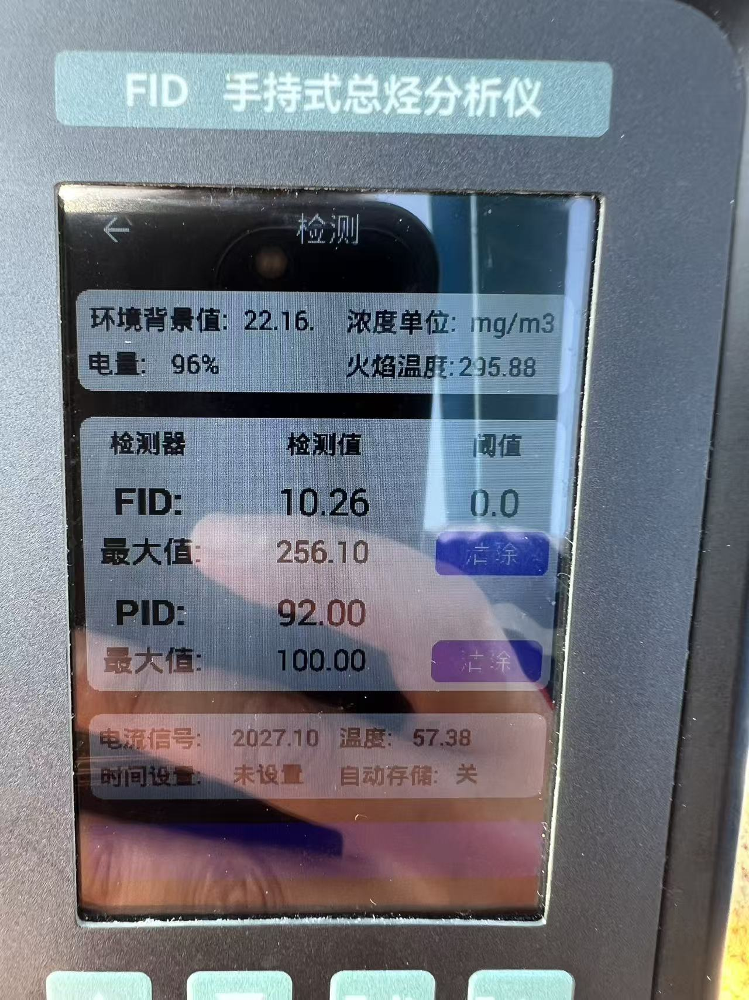 FID 手持式总烃分析仪
检测
环境背景值: 22.16. 浓度单位: mg/m3
电量: 96% 火焰温度:295.88
检测器 检测值 阈值
FID: 10.26 0.0
最大值: 256.10 清除
PID: 92.00
最大值: 100.00 清除
电流信号: 2027.10 温度: 57.38
时间设置: 未设置 自动存储: 关